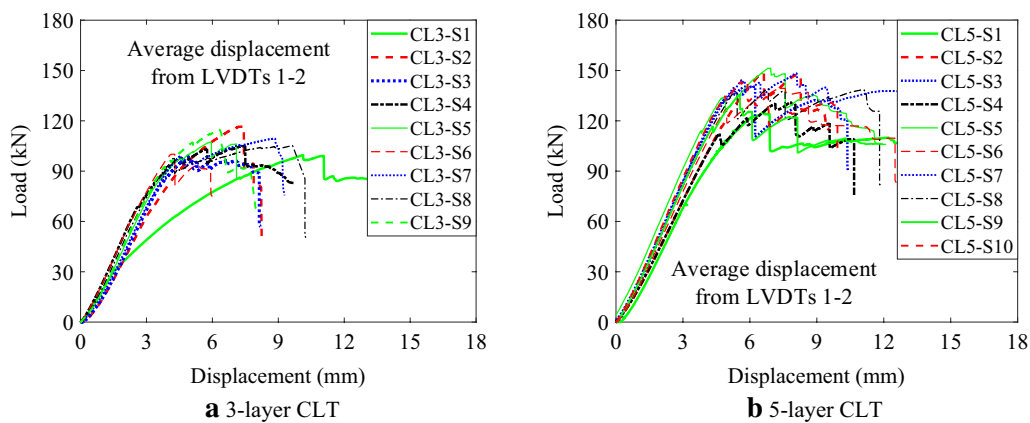 180
150
120
90
60
30
0
Load (kN)
Average displacement
from LVDTs 1-2
CL3-S1
CL3-S2
CL3-S3
CL3-S4
CL3-S5
CL3-S6
CL3-S7
CL3-S8
CL3-S9
0 3 6 9 12 15 18
Displacement (mm)
a 3-layer CLT
180
150
120
90
60
30
0
Load (kN)
CL5-S1
CL5-S2
CL5-S3
CL5-S4
CL5-S5
CL5-S6
CL5-S7
CL5-S8
CL5-S9
CL5-S10
Average displacement
from LVDTs 1-2
0 3 6 9 12 15 18
Displacement (mm)
b 5-layer CLT